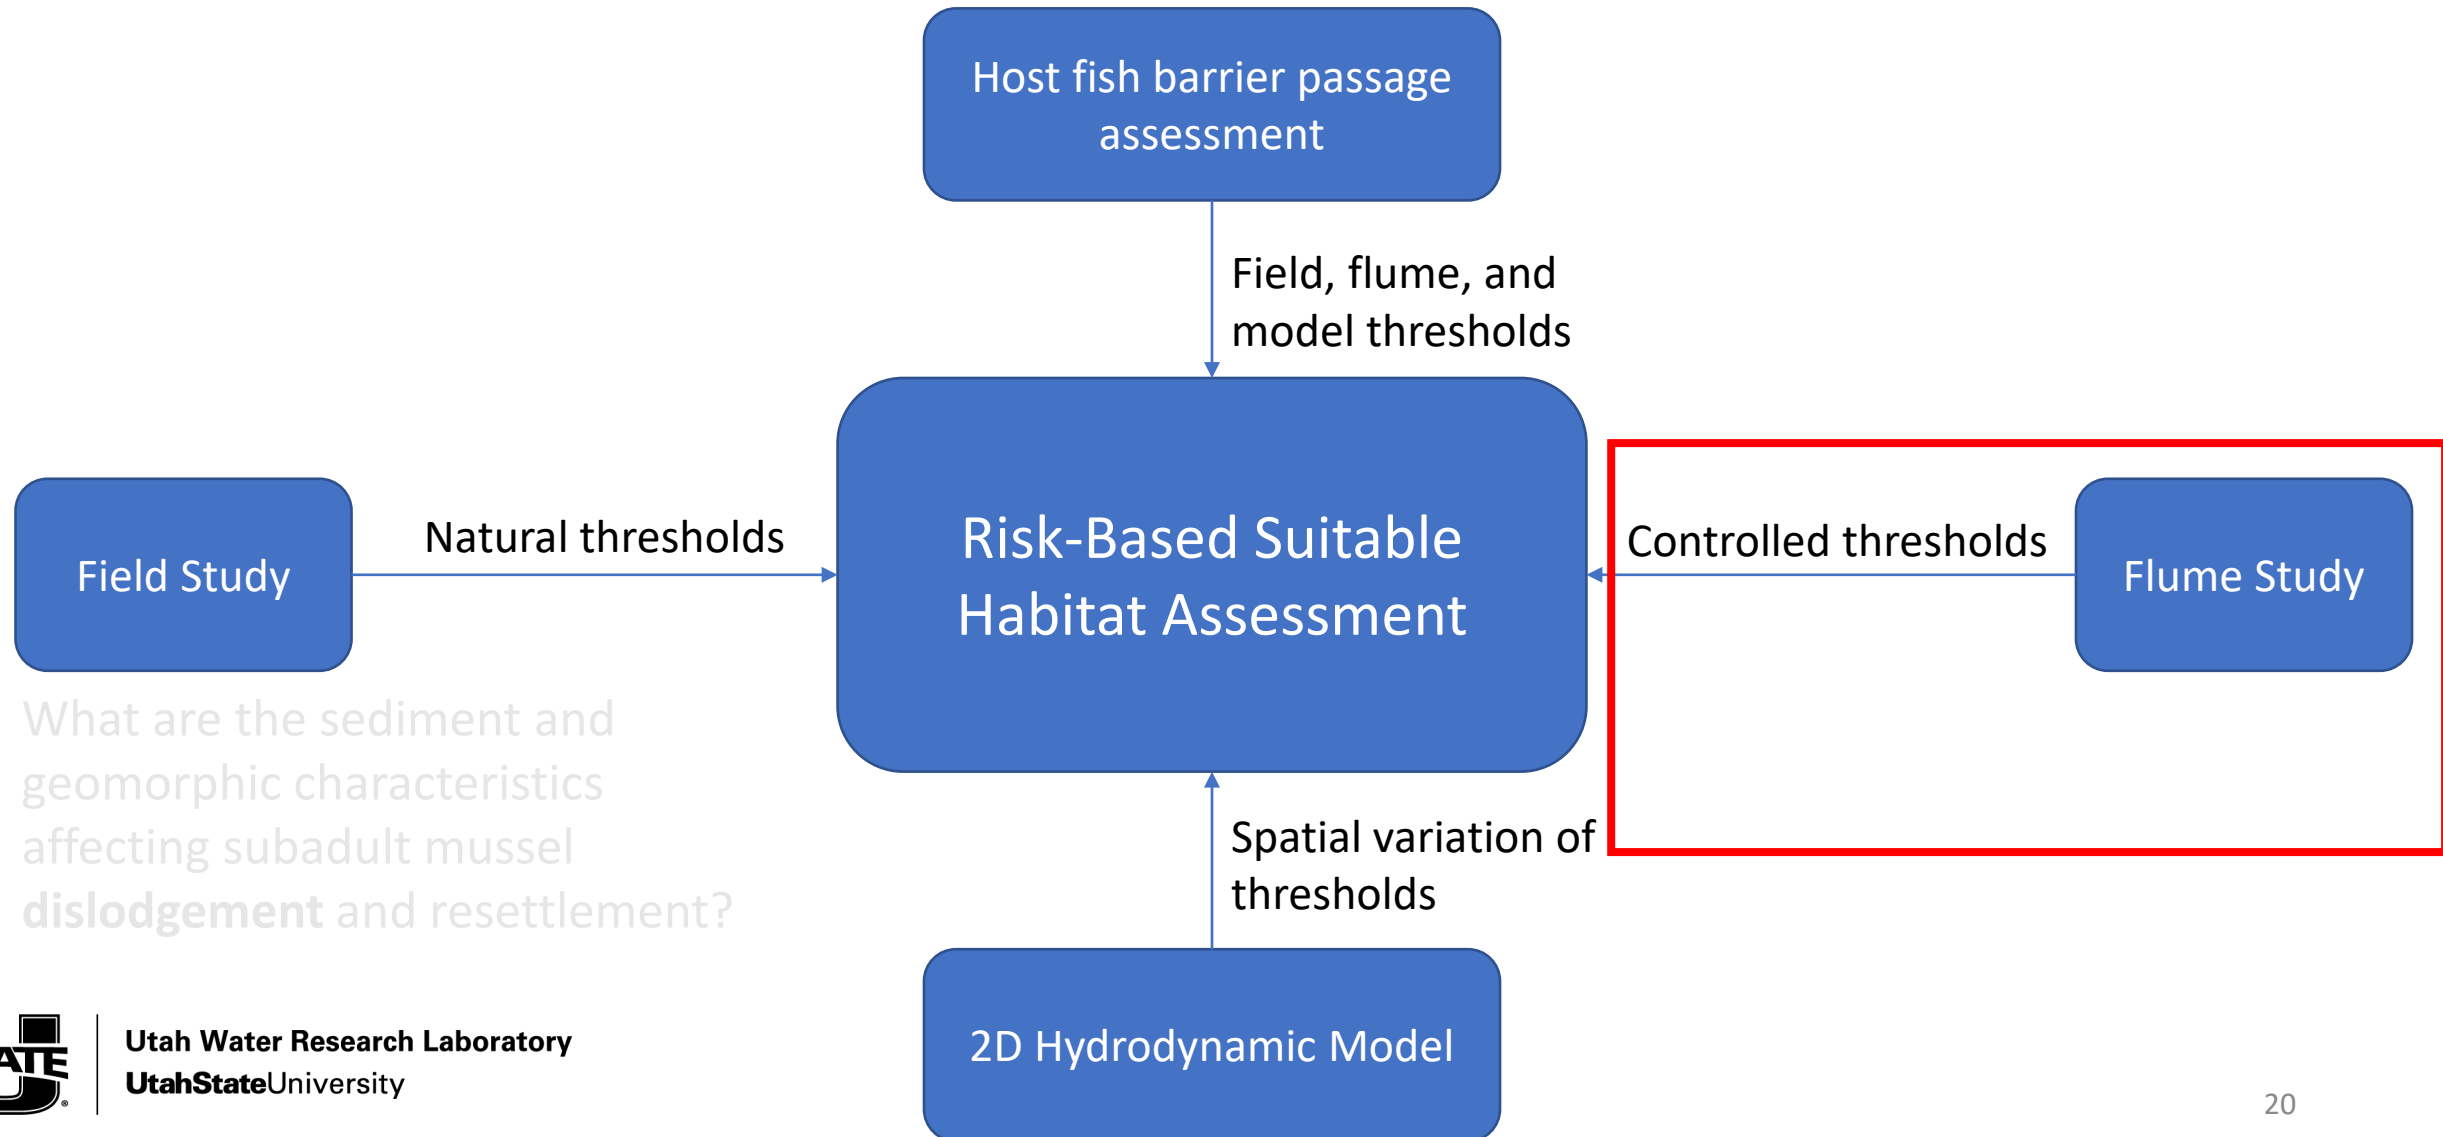 Host fish barrier passage
assessment
Field, flume, and
model thresholds
Field Study
Natural thresholds
Risk-Based Suitable
Habitat Assessment
Controlled thresholds
Flume Study
What are the sediment and
geomorphic characteristics
affecting subadult mussel
dislodgement and resettlement?
Spatial variation of
thresholds
2D Hydrodynamic Model
ATE
Utah Water Research Laboratory
UtahStateUniversity
20